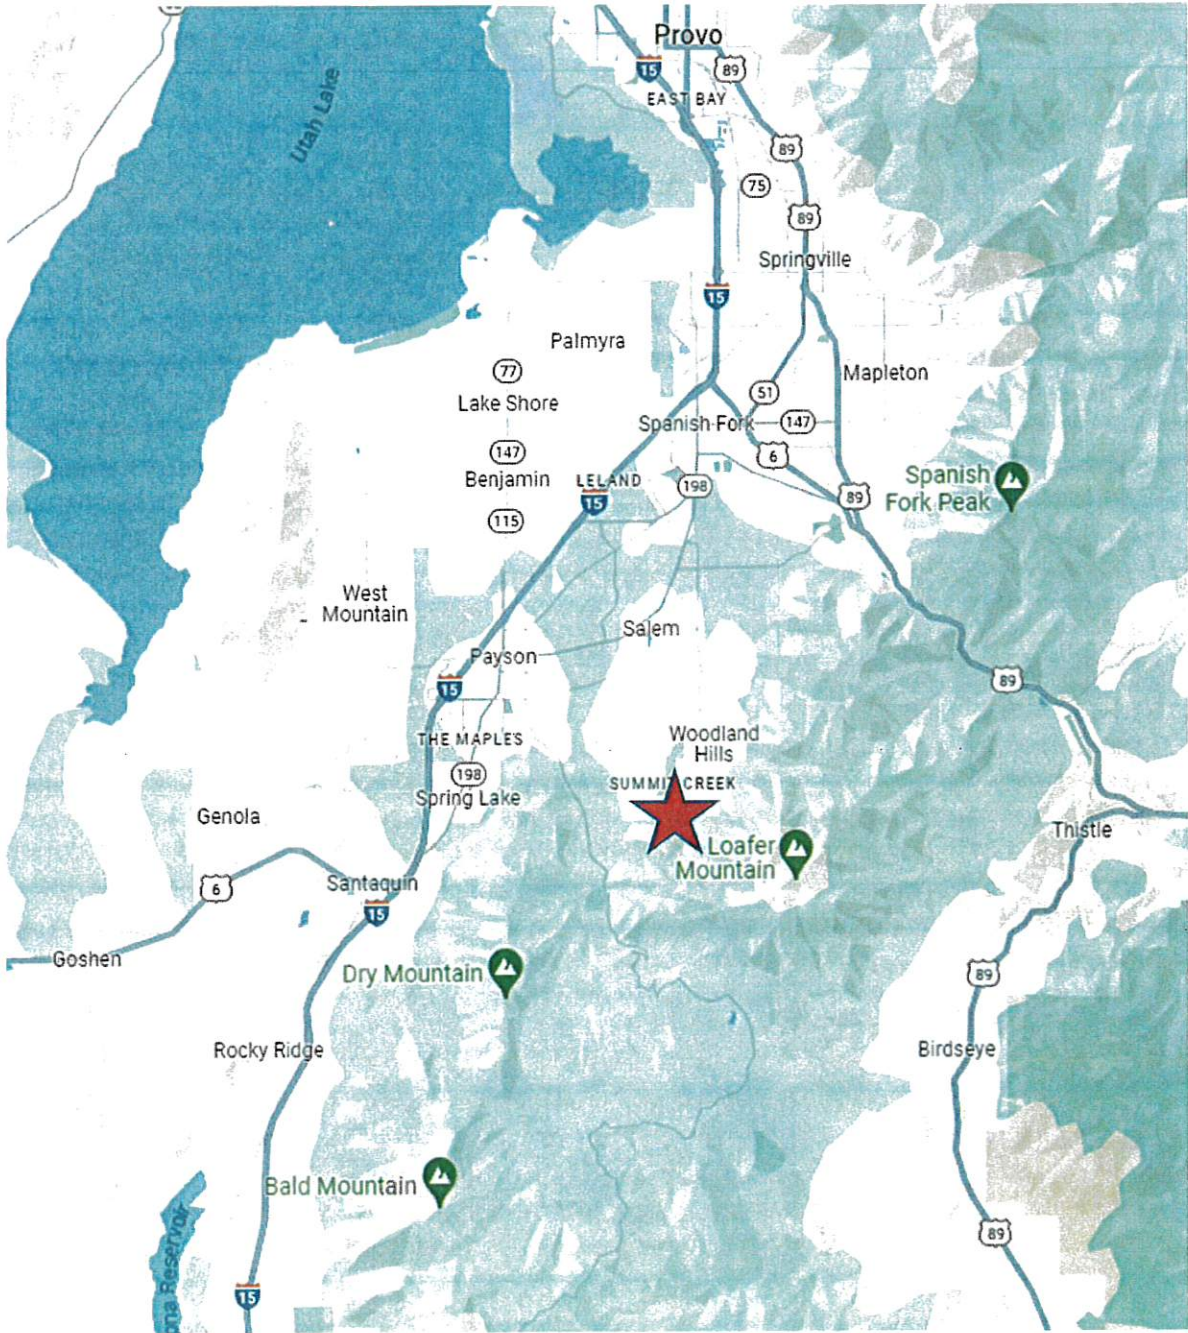 Provo
15
89
EAST BAY
Utah Lake
89
75
89
Springville
15
Palmyra
77
Mapleton
51
Lake Shore
Spanish Fork
147
147
6
Benjamin
LELAND
198
Spanish
Fork Peak
15
89
115
West
Mountain
Salem
Payson
15
89
Woodland
Hills
THE MAPLES
198
SUMMIT CREEK
Spring Lake
Genola
Thistle
Loafer
Mountain
6
Santaquin
15
Goshen
Dry Mountain
89
Rocky Ridge
Birdseye
Bald Mountain
89
ona Reservoir
15